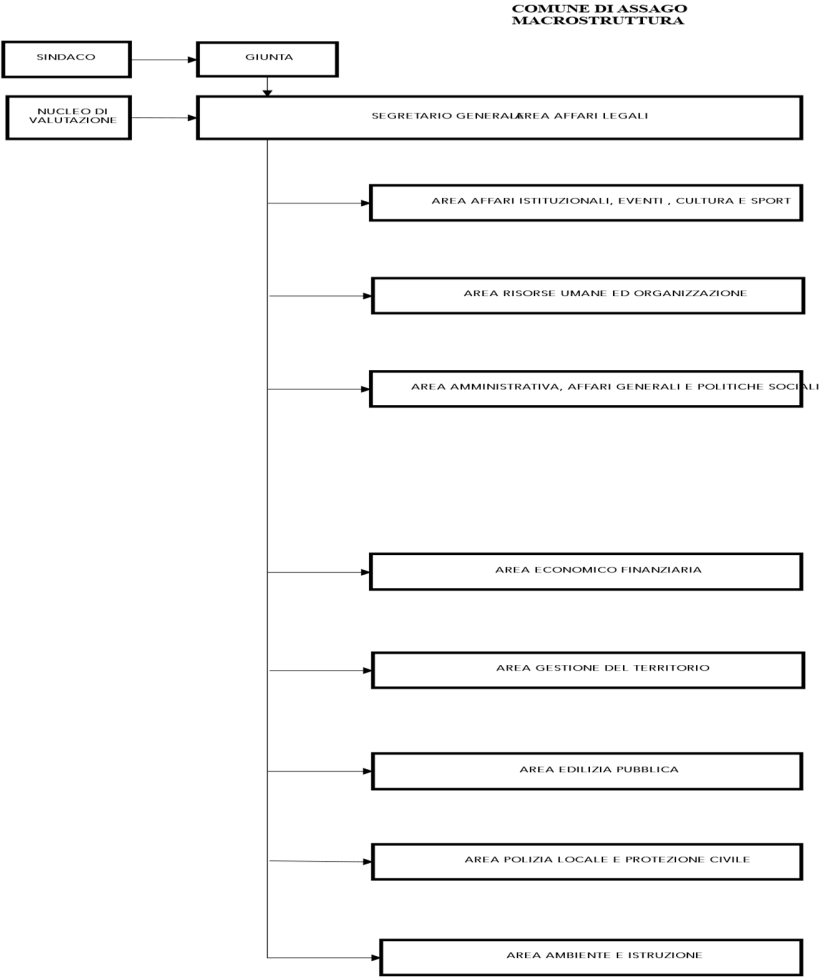 COMUNE DI ASSAGO
MACROSTRUTTURA
SINDACO
GIUNTA
NUCLEO DI
VALUTAZIONE
SEGRETARIO GENERALE AREA AFFARI LEGALI
AREA AFFARI ISTITUZIONALI, EVENTI , CULTURA E SPORT
AREA RISORSE UMANE ED ORGANIZZAZIONE
AREA AMMINISTRATIVA, AFFARI GENERALI E POLITICHE SOCIALI
AREA ECONOMICO FINANZIARIA
AREA GESTIONE DEL TERRITORIO
AREA EDILIZIA PUBBLICA
AREA POLIZIA LOCALE E PROTEZIONE CIVILE
AREA AMBIENTE E ISTRUZIONE